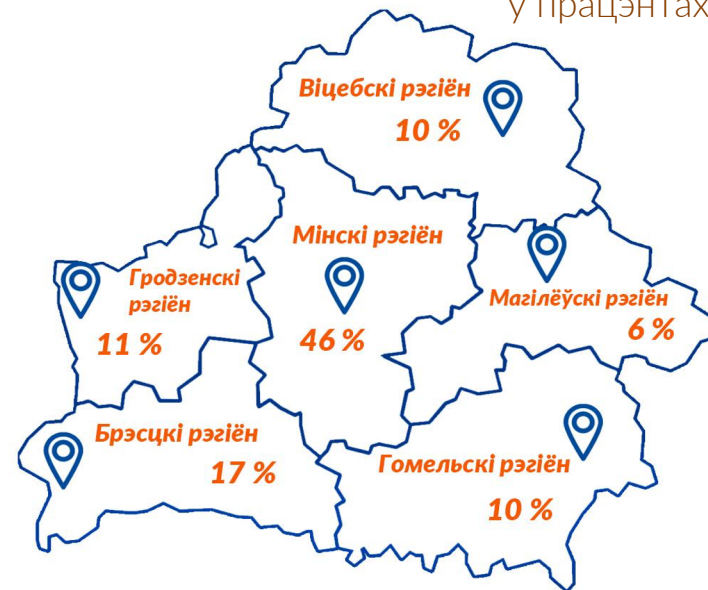 у працэнтах
Віцебскі рэгіён
10 %
Мінскі рэгіён
46 %
Гродзенскі
рэгіён
11 %
Магілёўскі рэгіён
6 %
Брэсцкі рэгіён
17 %
Гомельскі рэгіён
10 %